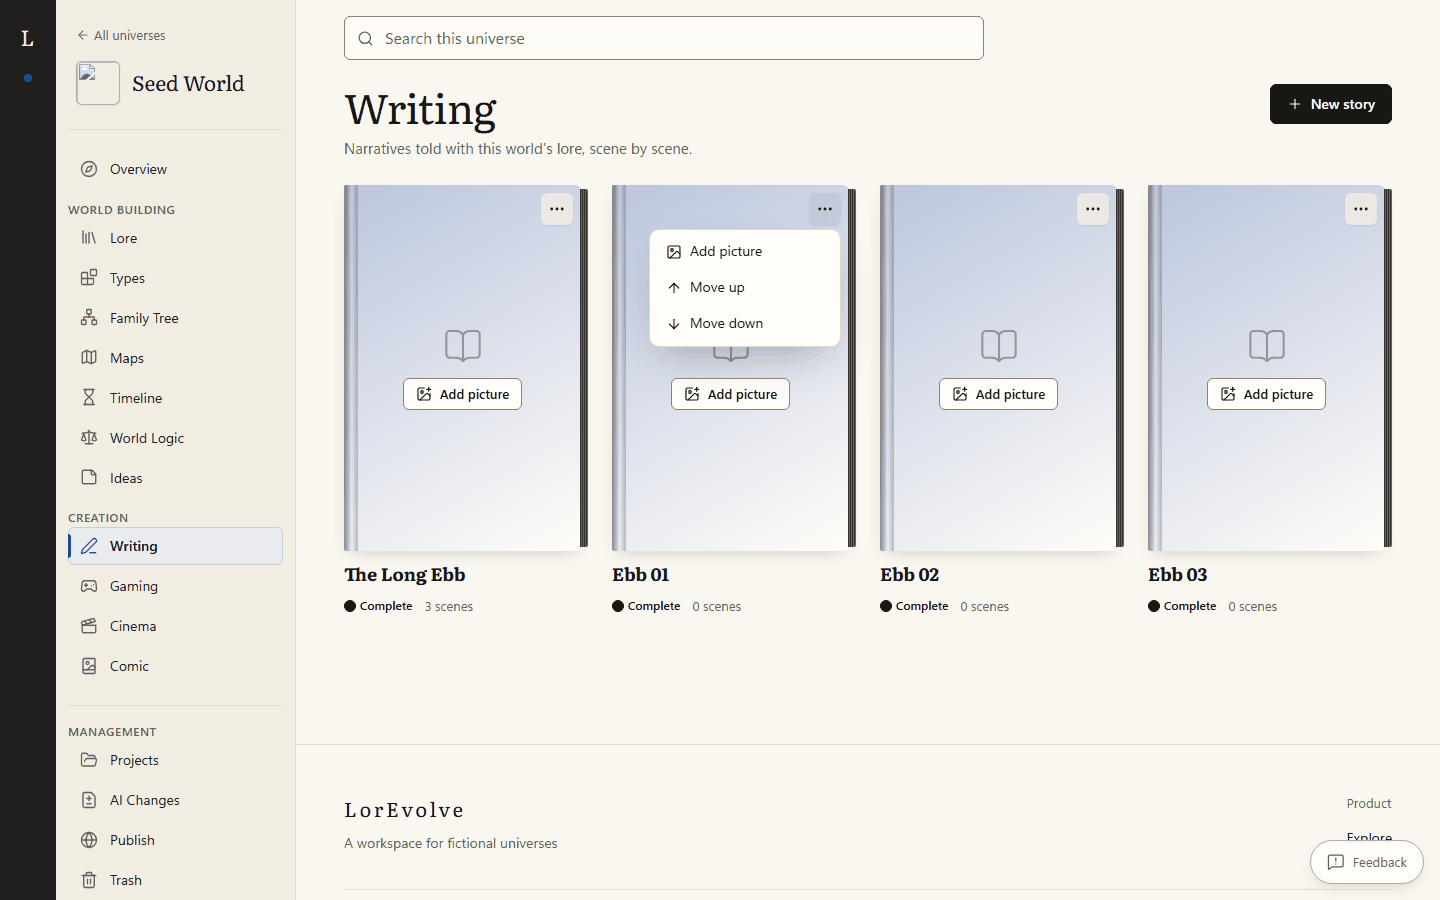 L
All universes
Seed World
Overview
WORLD BUILDING
Lore
Types
Family Tree
Maps
Timeline
World Logic
Ideas
CREATION
Writing
Gaming
Cinema
Comic
MANAGEMENT
Projects
AI Changes
Publish
Trash
Search this universe
Writing
New story
Narratives told with this world's lore, scene by scene.
Add picture
Move up
Move down
Add picture
Add picture
Add picture
Add picture
The Long Ebb
Complete 3 scenes
Ebb 01
Complete 0 scenes
Ebb 02
Complete 0 scenes
Ebb 03
Complete 0 scenes
LorEvolve
A workspace for fictional universes
Product
Explore
Feedback